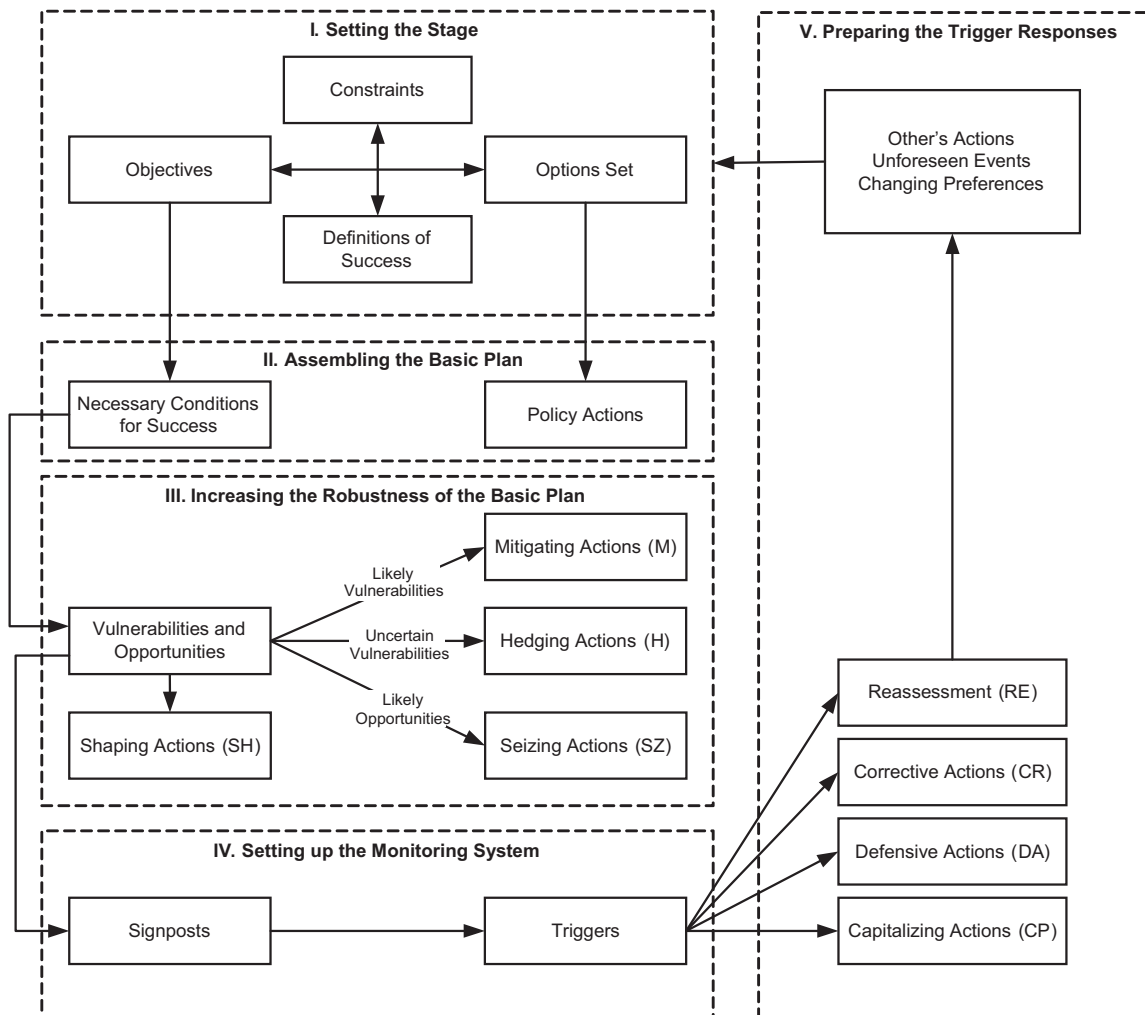 I. Setting the Stage
Constraints
Objectives
Options Set
Definitions of
Success
II. Assembling the Basic Plan
Necessary Conditions
for Success
Policy Actions
III. Increasing the Robustness of the Basic Plan
Mitigating Actions (M)
Likely
Vulnerabilities
Vulnerabilities and
Opportunities
Uncertain
Vulnerabilities
Hedging Actions (H)
Likely
Opportunities
Shaping Actions (SH)
Seizing Actions (SZ)
IV. Setting up the Monitoring System
Signposts
Triggers
V. Preparing the Trigger Responses
Other's Actions
Unforeseen Events
Changing Preferences
Reassessment (RE)
Corrective Actions (CR)
Defensive Actions (DA)
Capitalizing Actions (CP)